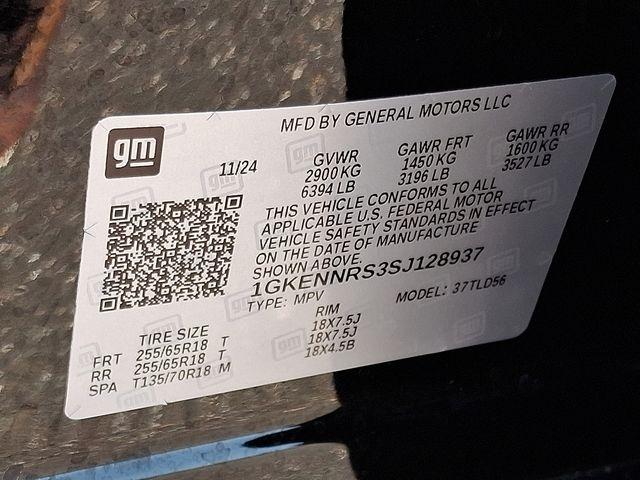 gm
MFD BY GENERAL MOTORS LLC
11/24
GVWR GAWR FRT GAWR RR
2900 KG 1450 KG 1600 KG
6394 LB 3196 LB 3527 LB
THIS VEHICLE CONFORMS TO ALL
APPLICABLE U.S. FEDERAL MOTOR
VEHICLE SAFETY STANDARDS IN EFFECT
ON THE DATE OF MANUFACTURE
SHOWN ABOVE.
1GKENNRS3SJ128937
TYPE: MPV MODEL: 37TLD56
TIRE SIZE RIM
FRT 255/65R18 T 18X7.5J
RR 255/65R18 T 18X7.5J
SPA T135/70R18 M 18X4.5B